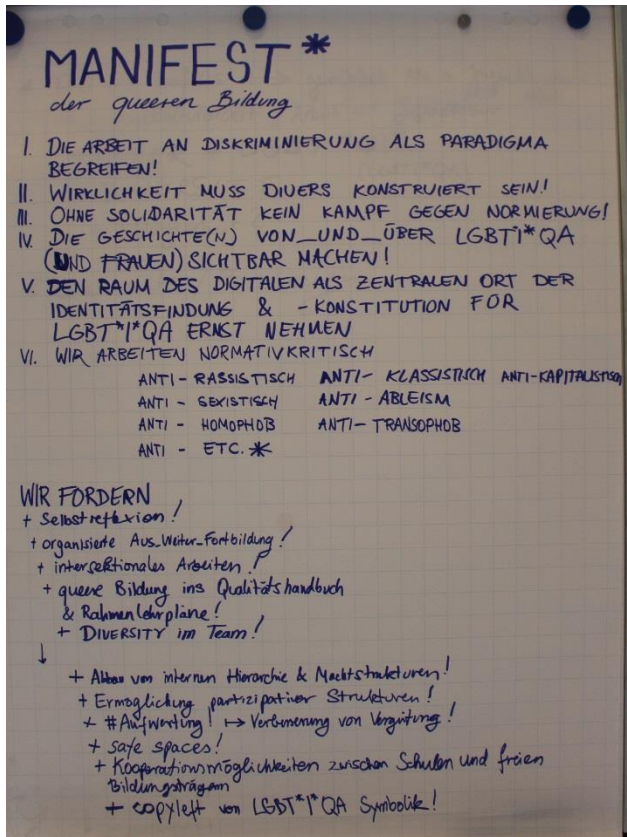 MANIFEST*
der queeren Bildung
I. DIE ARBEIT AN DISKRIMINIERUNG ALS PARADIGMA
BEGREIFEN!
II. WIRKLICHKEIT MUSS DIVERS KONSTRUIERT SEIN!
III. OHNE SOLIDARITÄT KEIN KAMPF GEGEN NORMIERUNG!
IV. DIE GESCHICHTE(N) VON_UND_ÜBER LGBTI*QA
(UND FRAUEN) SICHTBAR MACHEN!
V. DEN RAUM DES DIGITALEN ALS ZENTRALEN ORT DER
IDENTITÄTSFINDUNG & -KONSTITUTION FÜR
LGBT*I*QA ERNST NEHMEN
VI. WIR ARBEITEN NORMATIVKRITISCH
ANTI - RASSISTISCH ANTI - KLASSISTISCH ANTI-KAPITALISTISCH
ANTI - SEXISTISCH ANTI - ABLEISM
ANTI - HOMOPHOB ANTI - TRANSOPHOB
ANTI - ETC.*
WIR FORDERN
+ Selbstreflexion!
+ organisierte Aus_Weiter_Fortbildung!
+ intersektionales Arbeiten!
+ queere Bildung ins Qualitätshandbuch
& Rahmenlehrpläne!
+ DIVERSITY im Team!
↓
+ Abbau von internen Hierarchie & Machtstrukturen!
+ Ermöglichung partizipativer Strukturen!
+ #Aufwertung! ↦ Verbesserung von Vergütung!
+ safe spaces!
+ Kooperationsmöglichkeiten zwischen Schulen und freien
Bildungsträgern
+ copyleft von LGBT*I*QA Symbolik!